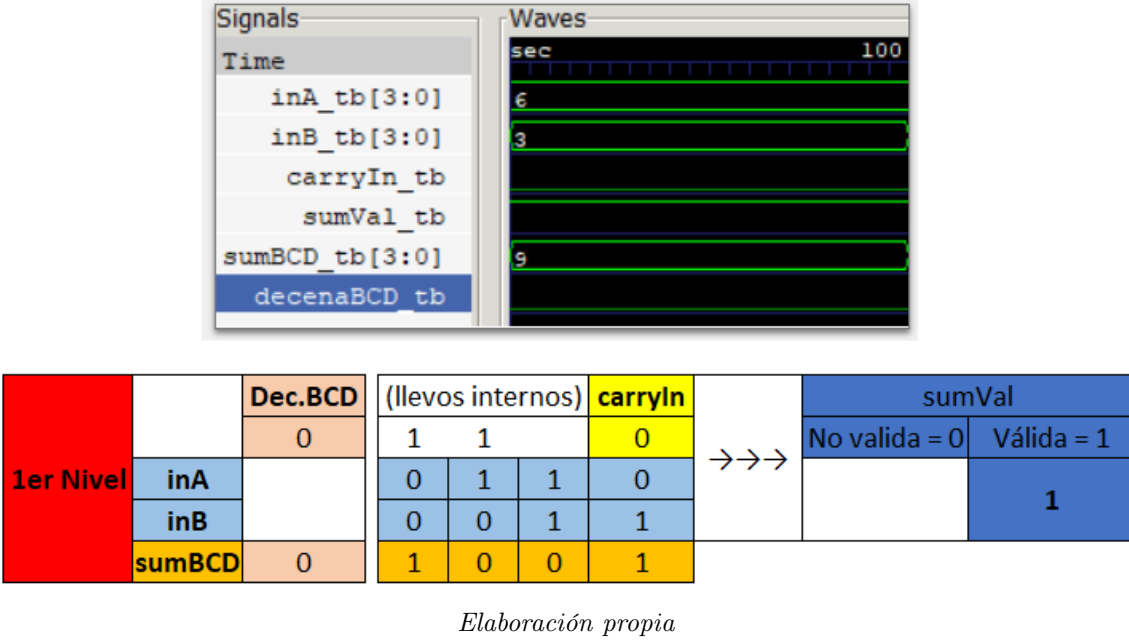 Signals Waves
Time sec 100
inA_tb[3:0] 6
inB_tb[3:0] 3
carryIn_tb
sumVal_tb
sumBCD_tb[3:0] 9
decenaBCD_tb
Dec.BCD (llevos internos) carryIn sumVal
0 1 1 0 →→→ No valida = 0 Válida = 1
1er Nivel inA 0 1 1 0 1
inB 0 0 1 1
sumBCD 0 1 0 0 1
Elaboración propia